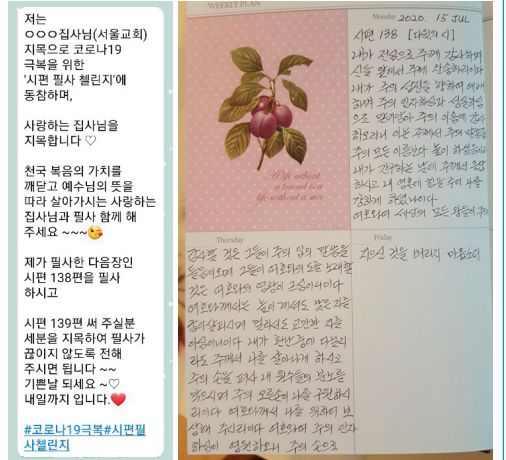 저는
ㅇㅇㅇ집사님(서울교회)
지목으로 코로나19
극복을 위한
'시편 필사 챌린지'에
동참하며,
사랑하는 집사님을
지목합니다 ♡
천국 복음의 가치를
깨닫고 예수님의 뜻을
따라 살아가시는 사랑하는
집사님과 필사 함께 해
주세요 ~~~😘
제가 필사한 다음장인
시편 138편을 필사
하시고
시편 139편 써 주실분
세분을 지목하여 필사가
끊이지 않도록 전해
주시면 됩니다 ~~
기쁜날 되세요 ~♡
내일까지 입니다.❤️
#코로나19극복#시편필
사챌린지
WEEKLY PLAN
Monday 2020. 15 JUL
시편 138 [다윗의 시]
내가 전심으로 주께 감사하며
신들 앞에서 주께 찬송하리이다
내가 주의 성전을 향하여 예배
하며 주의 인자하심과 성실하심
으로 말미암아 주의 이름에 감사
하오리니 이는 주께서 주의 말씀을
주의 모든 이름보다 높이 하셨음이
내가 간구하는 날에 주께서 응답
하시고 내 영혼에 힘을 주어 나를
강하게 하셨나이다
여호와여 세상의 모든 왕들이 주
A life without
a friend is a
life without a sun
Thursday
감사할 것은 그들이 주의 입의 말씀을
들음이오며 그들이 여호와의 도를 노래할
것은 여호와의 영광이 크심이니이다
여호와께서는 높이 계셔도 낮은 자를
굽어살피시며 멀리서도 교만한 자를
아심이니이다 내가 환난 중에 다닐지
라도 주께서 나를 살아나게 하시고
주의 손을 펴사 내 원수들의 분노를
막으시며 주의 오른손이 나를 구원하시
리이다 여호와께서 나를 위하여 보
상해 주시리이다 여호와여 주의 인자
하심이 영원하오니 주의 손으로
Friday
지으신 것을 버리지 마옵소서